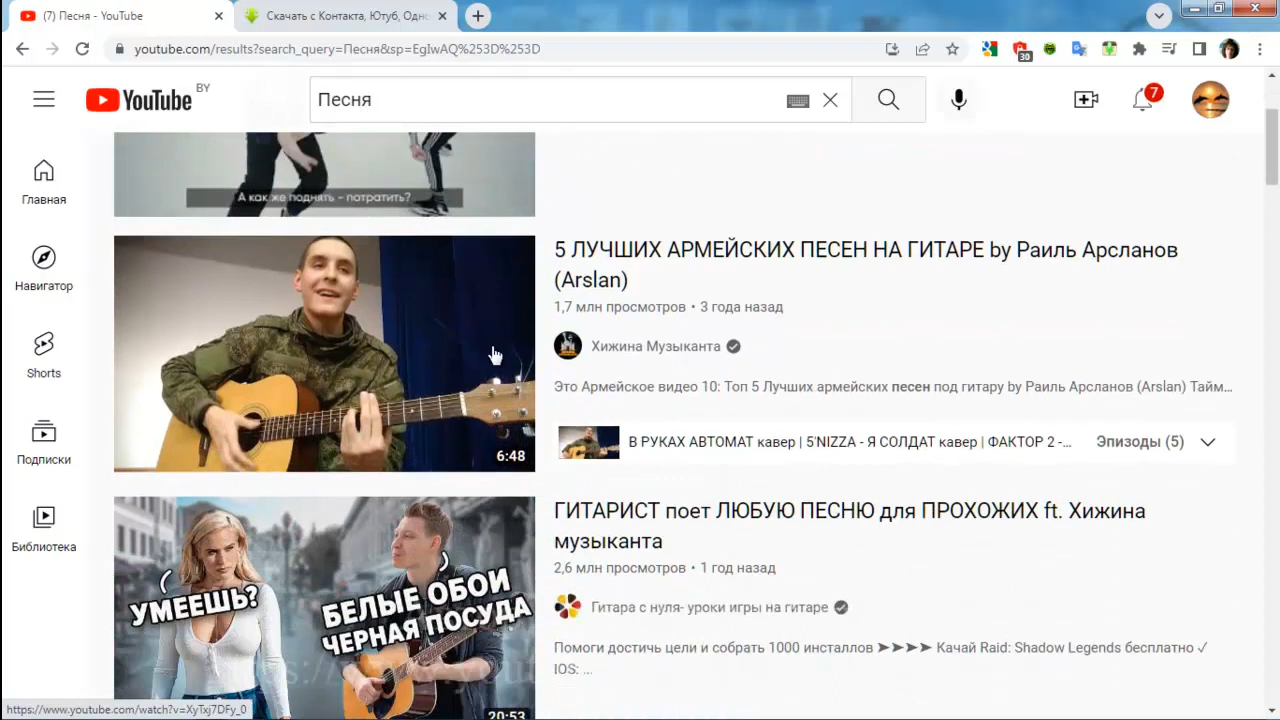 (7) Песня - YouTube
Скачать с Контакта, Ютуб, Одно
youtube.com/results?search_query=Песня&sp=EgIwAQ%253D%253D
30
YouTube
BY
Песня
7
Главная
Навигатор
Shorts
Подписки
Библиотека
А как же поднять – потратить?
6:48
5 ЛУЧШИХ АРМЕЙСКИХ ПЕСЕН НА ГИТАРЕ by Раиль Арсланов
(Arslan)
1,7 млн просмотров • 3 года назад
Хижина Музыканта
Это Армейское видео 10: Топ 5 Лучших армейских песен под гитару by Раиль Арсланов (Arslan) Тайм...
В РУКАХ АВТОМАТ кавер | 5'NIZZA - Я СОЛДАТ кавер | ФАКТОР 2 -...
Эпизоды (5)
УМЕЕШЬ?
БЕЛЫЕ ОБОИ
ЧЕРНАЯ ПОСУДА
20:53
ГИТАРИСТ поет ЛЮБУЮ ПЕСНЮ для ПРОХОЖИХ ft. Хижина
музыканта
2,6 млн просмотров • 1 год назад
Гитара с нуля- уроки игры на гитаре
Помоги достичь цели и собрать 1000 инсталлов ➤➤➤➤ Качай Raid: Shadow Legends бесплатно ✓
IOS: ...
https://www.youtube.com/watch?v=XyTxj7DFy_0